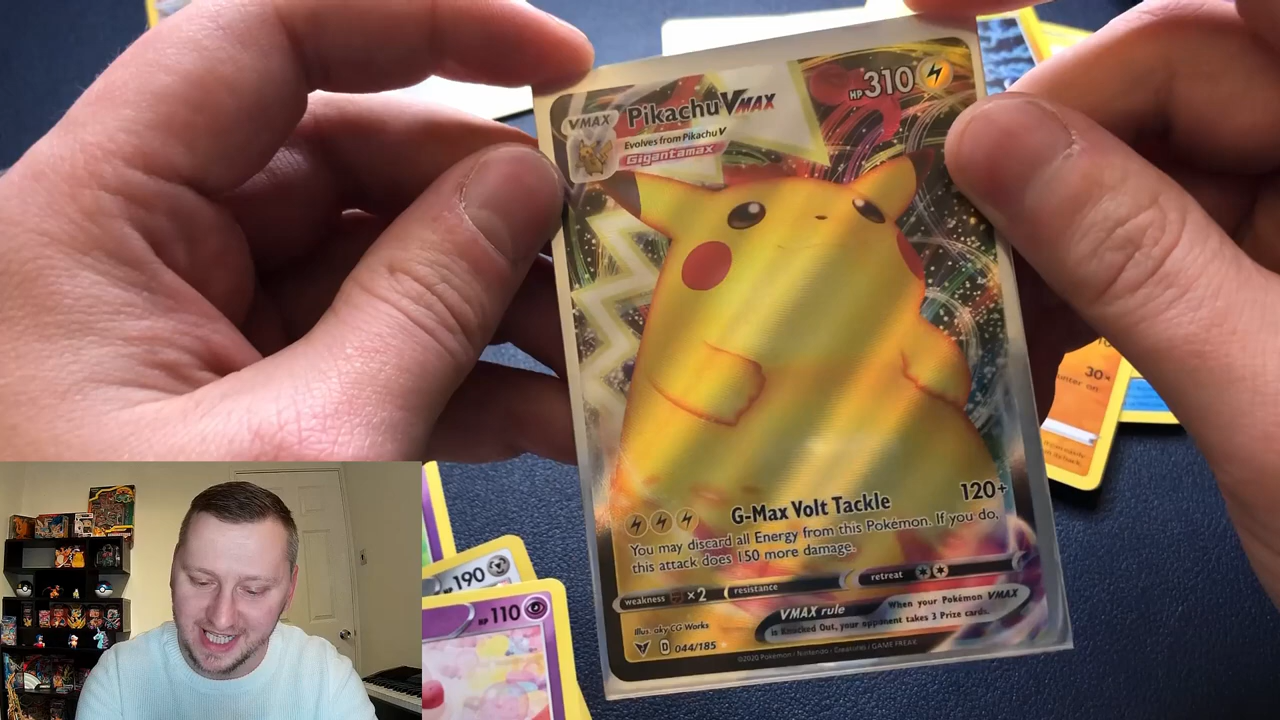 VMAX
Pikachu VMAX
HP 310
Evolves from Pikachu V
Gigantamax
G-Max Volt Tackle 120+
You may discard all Energy from this Pokémon. If you do,
this attack does 150 more damage.
weakness ×2 resistance
retreat
VMAX rule
When your Pokémon VMAX
is Knocked Out, your opponent takes 3 Prize cards.
Illus. aky CG Works
D 044/185
©2020 Pokémon / Nintendo / Creatures / GAME FREAK
30×
HP 190
HP 110